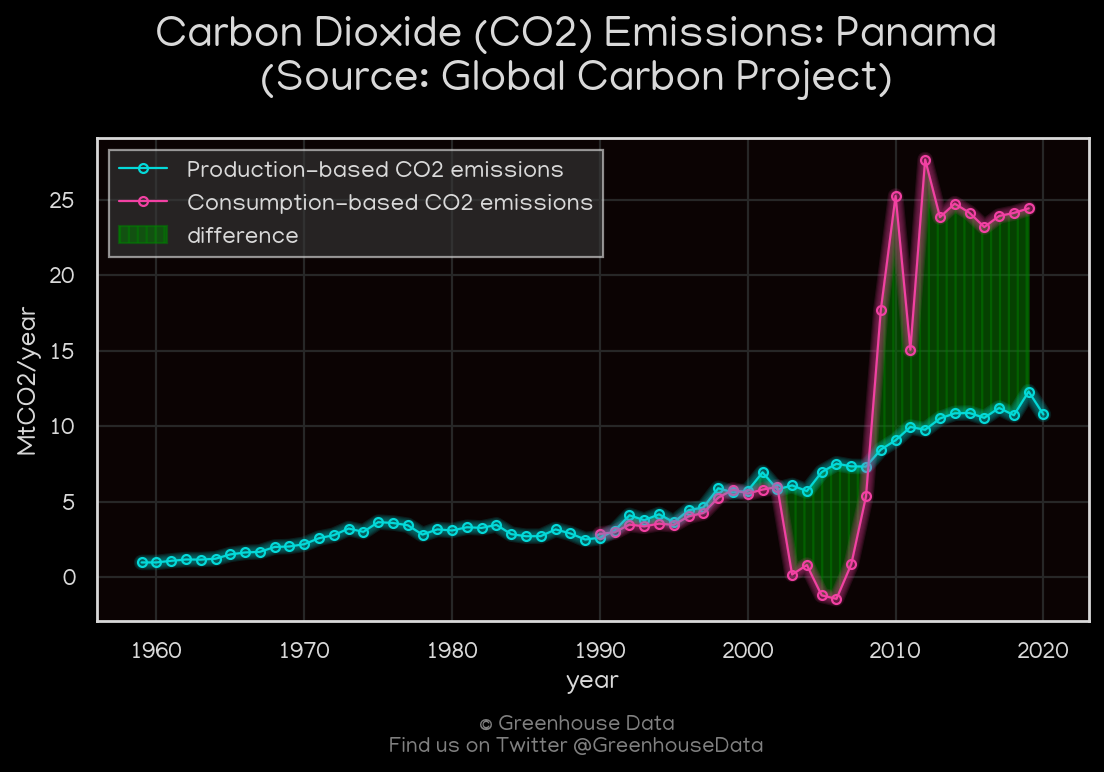 Carbon Dioxide (CO2) Emissions: Panama
(Source: Global Carbon Project)
Production-based CO2 emissions
Consumption-based CO2 emissions
difference
MtCO2/year
25
20
15
10
5
0
1960 1970 1980 1990 2000 2010 2020
year
© Greenhouse Data
Find us on Twitter @GreenhouseData